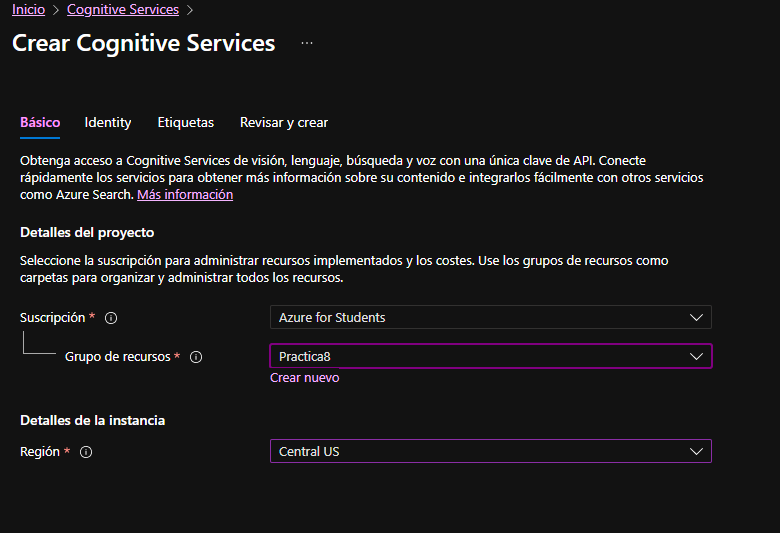 Inicio > Cognitive Services >
Crear Cognitive Services ...
Básico Identity Etiquetas Revisar y crear
Obtenga acceso a Cognitive Services de visión, lenguaje, búsqueda y voz con una única clave de API. Conecte
rápidamente los servicios para obtener más información sobre su contenido e integrarlos fácilmente con otros servicios
como Azure Search. Más información
Detalles del proyecto
Seleccione la suscripción para administrar recursos implementados y los costes. Use los grupos de recursos como
carpetas para organizar y administrar todos los recursos.
Suscripción * Azure for Students
Grupo de recursos * Practica8
Crear nuevo
Detalles de la instancia
Región * Central US